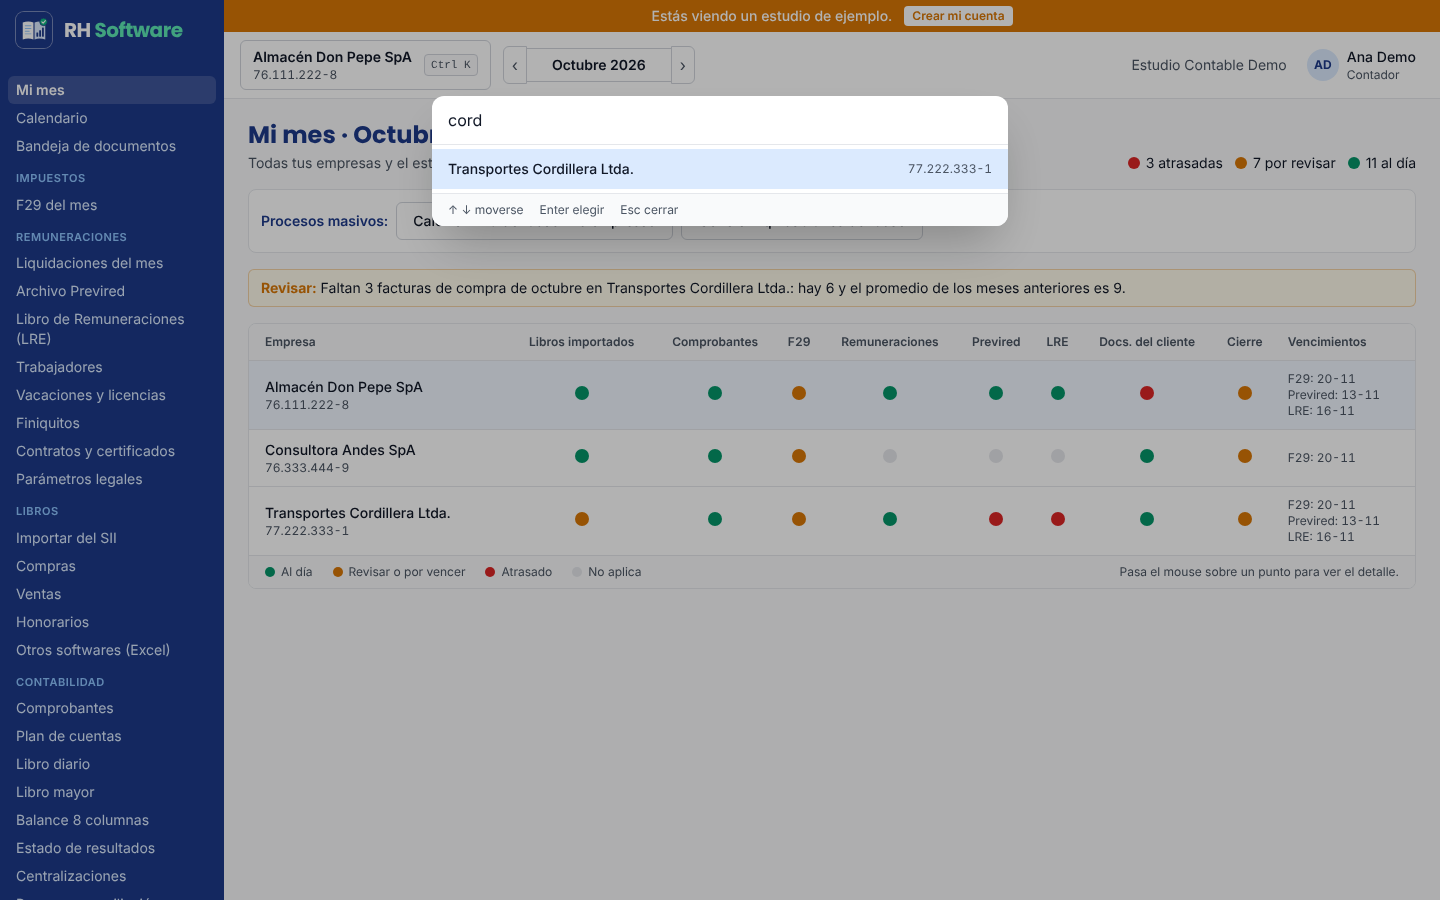 RH Software
Estás viendo un estudio de ejemplo.
Crear mi cuenta
Almacén Don Pepe SpA
76.111.222-8
Ctrl K
‹
Octubre 2026
›
Estudio Contable Demo
AD
Ana Demo
Contador
Mi mes
Calendario
Bandeja de documentos
IMPUESTOS
F29 del mes
REMUNERACIONES
Liquidaciones del mes
Archivo Previred
Libro de Remuneraciones
(LRE)
Trabajadores
Vacaciones y licencias
Finiquitos
Contratos y certificados
Parámetros legales
LIBROS
Importar del SII
Compras
Ventas
Honorarios
Otros softwares (Excel)
CONTABILIDAD
Comprobantes
Plan de cuentas
Libro diario
Libro mayor
Balance 8 columnas
Estado de resultados
Centralizaciones
cord
Transportes Cordillera Ltda.
77.222.333-1
↑ ↓ moverse Enter elegir Esc cerrar
Mi mes ·
Todas tus empresas y el
3 atrasadas
7 por revisar
11 al día
Procesos masivos:
Revisar: Faltan 3 facturas de compra de octubre en Transportes Cordillera Ltda.: hay 6 y el promedio de los meses anteriores es 9.
Empresa Libros importados Comprobantes F29 Remuneraciones Previred LRE Docs. del cliente Cierre Vencimientos
Almacén Don Pepe SpA
76.111.222-8
F29: 20-11
Previred: 13-11
LRE: 16-11
Consultora Andes SpA
76.333.444-9
F29: 20-11
Transportes Cordillera Ltda.
77.222.333-1
F29: 20-11
Previred: 13-11
LRE: 16-11
Al día
Revisar o por vencer
Atrasado
No aplica
Pasa el mouse sobre un punto para ver el detalle.